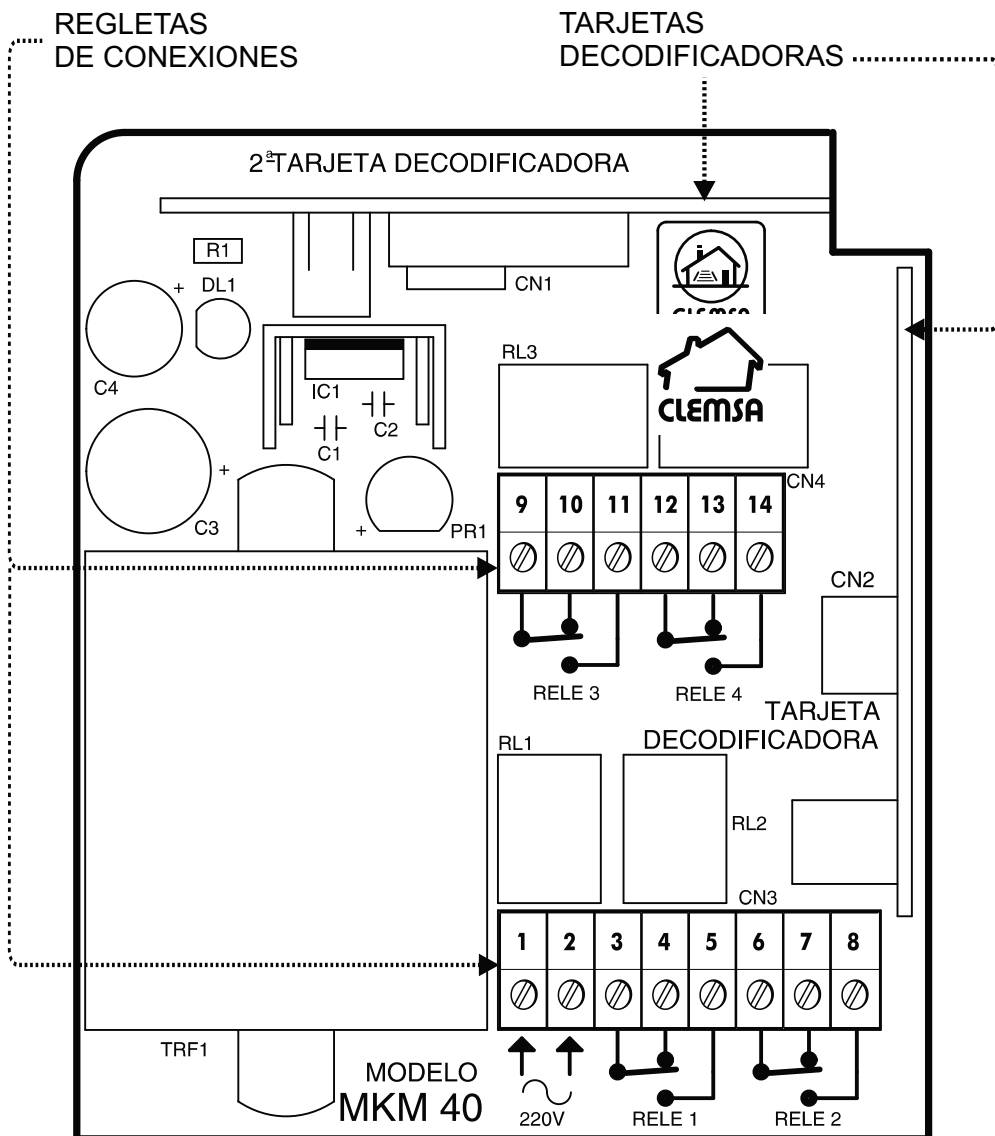 REGLETAS
DE CONEXIONES
TARJETAS
DECODIFICADORAS
2ªTARJETA DECODIFICADORA
R1
DL1
+
C4
CN1
CLEMSA
IC1
C2
C1
RL3
CLEMSA
+
C3
+
PR1
CN4
9 10 11 12 13 14
CN2
RELE 3
RELE 4
TARJETA
DECODIFICADORA
RL1
RL2
CN3
1 2 3 4 5 6 7 8
TRF1
MODELO
MKM 40
220V
RELE 1
RELE 2